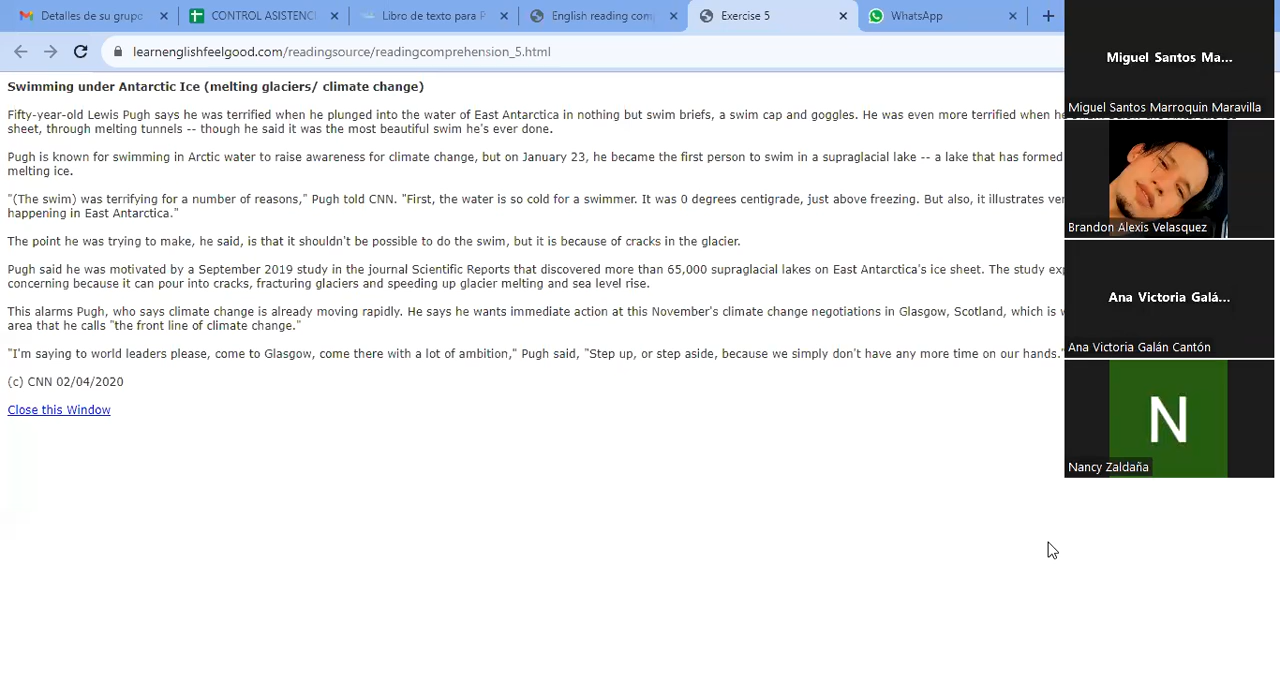 Detalles de su grupo
CONTROL ASISTENCI
Libro de texto para P
English reading com
Exercise 5
WhatsApp
learnenglishfeelgood.com/readingsource/readingcomprehension_5.html
Swimming under Antarctic Ice (melting glaciers/ climate change)
Fifty-year-old Lewis Pugh says he was terrified when he plunged into the water of East Antarctica in nothing but swim briefs, a swim cap and goggles. He was even more terrified when he
sheet, through melting tunnels -- though he said it was the most beautiful swim he's ever done.
Pugh is known for swimming in Arctic water to raise awareness for climate change, but on January 23, he became the first person to swim in a supraglacial lake -- a lake that has formed
melting ice.
"(The swim) was terrifying for a number of reasons," Pugh told CNN. "First, the water is so cold for a swimmer. It was 0 degrees centigrade, just above freezing. But also, it illustrates ver
happening in East Antarctica."
The point he was trying to make, he said, is that it shouldn't be possible to do the swim, but it is because of cracks in the glacier.
Pugh said he was motivated by a September 2019 study in the journal Scientific Reports that discovered more than 65,000 supraglacial lakes on East Antarctica's ice sheet. The study exp
concerning because it can pour into cracks, fracturing glaciers and speeding up glacier melting and sea level rise.
This alarms Pugh, who says climate change is already moving rapidly. He says he wants immediate action at this November's climate change negotiations in Glasgow, Scotland, which is w
area that he calls "the front line of climate change."
"I'm saying to world leaders please, come to Glasgow, come there with a lot of ambition," Pugh said, "Step up, or step aside, because we simply don't have any more time on our hands."
(c) CNN 02/04/2020
Close this Window
Miguel Santos Ma...
Miguel Santos Marroquin Maravilla
Brandon Alexis Velasquez
Ana Victoria Galá...
Ana Victoria Galán Cantón
N
Nancy Zaldaña